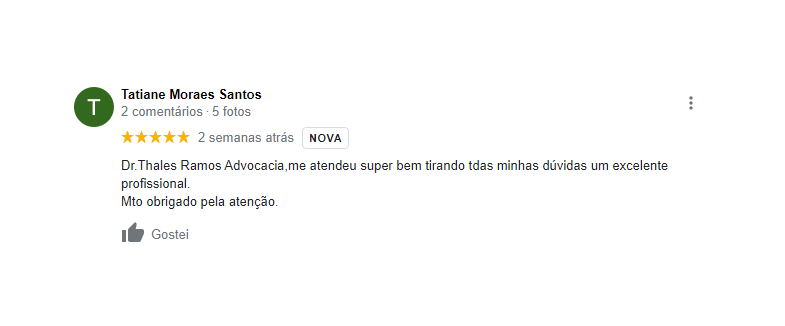 T
Tatiane Moraes Santos
2 comentários · 5 fotos
2 semanas atrás NOVA
Dr.Thales Ramos Advocacia,me atendeu super bem tirando tdas minhas dúvidas um excelente
profissional.
Mto obrigado pela atenção.
Gostei